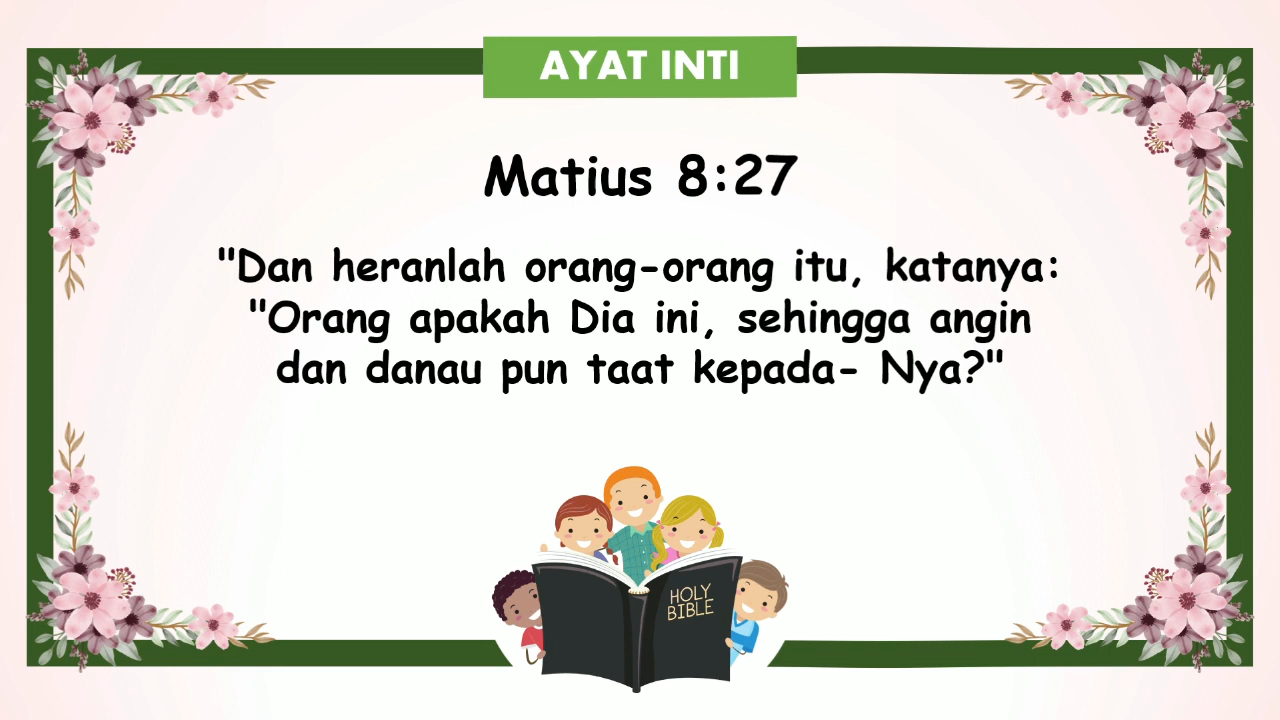 AYAT INTI
Matius 8:27
"Dan heranlah orang-orang itu, katanya:
"Orang apakah Dia ini, sehingga angin
dan danau pun taat kepada- Nya?"
HOLY
BIBLE